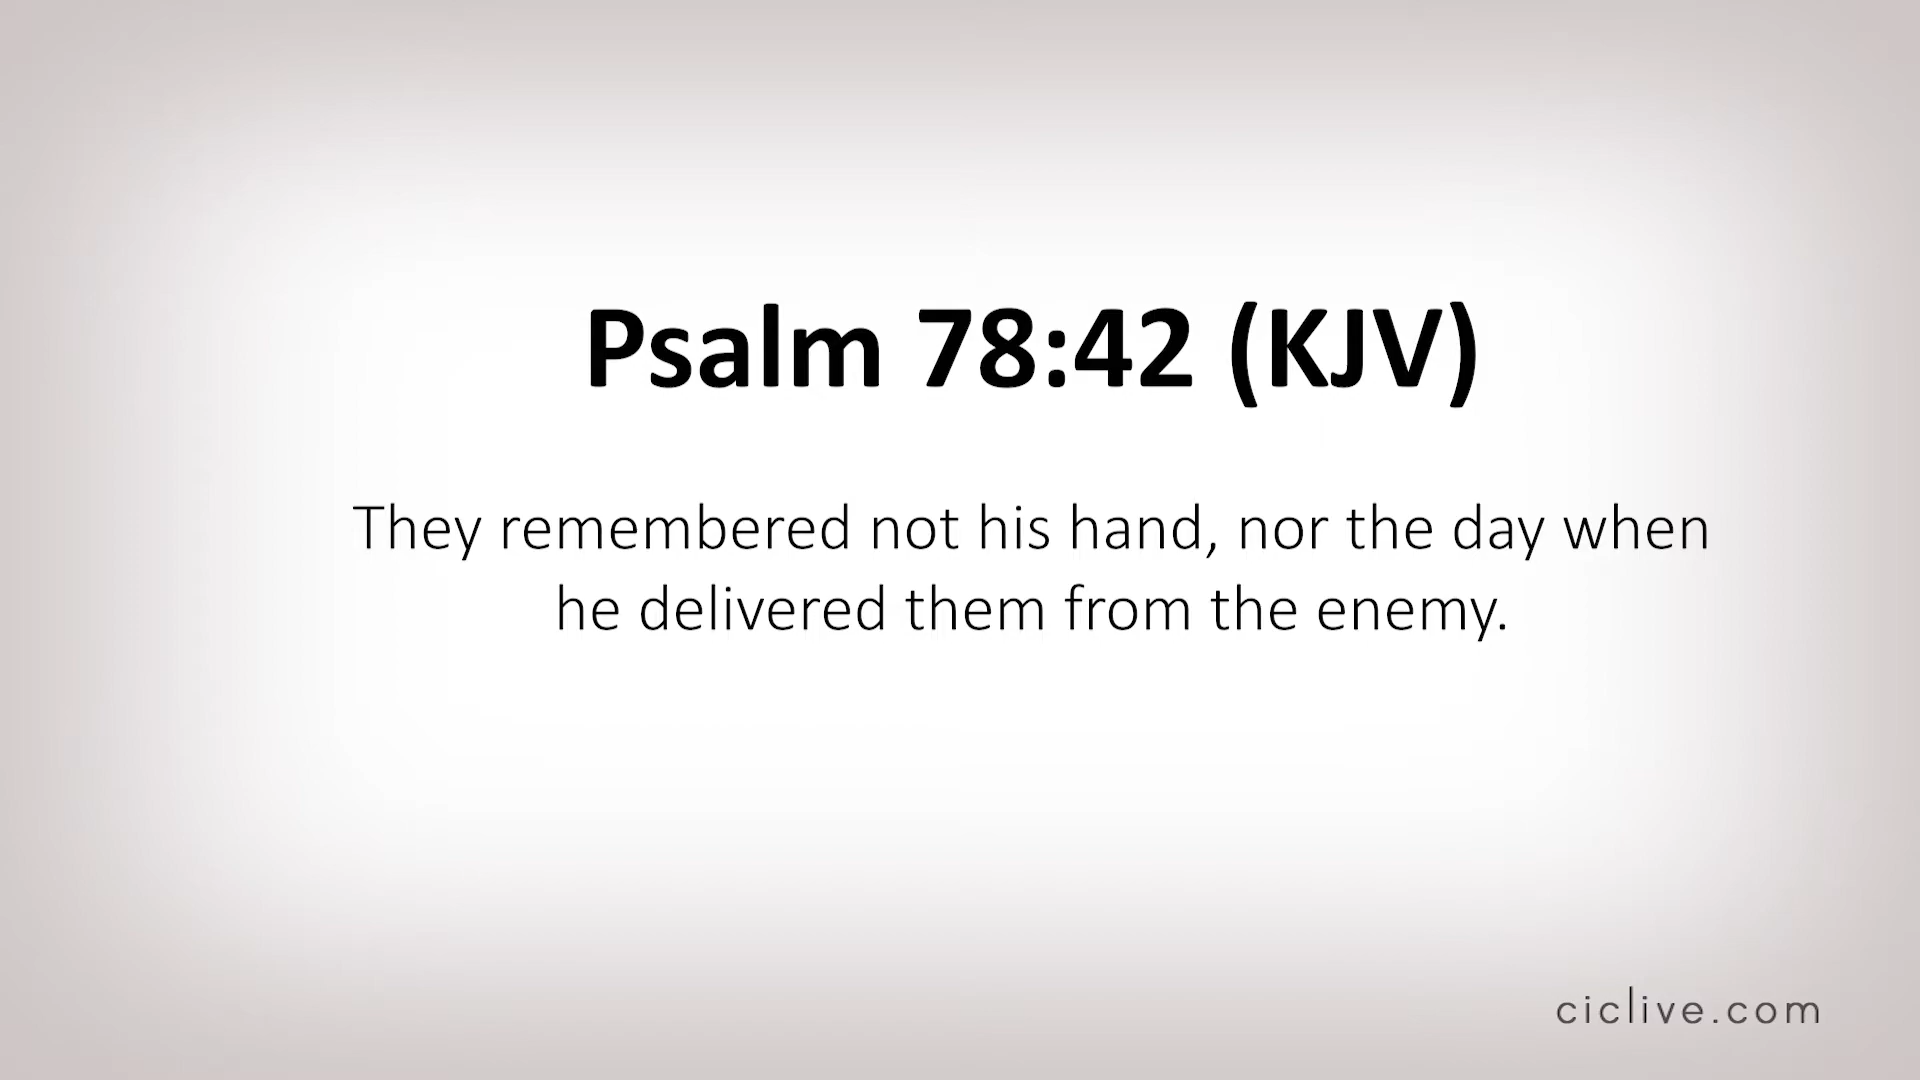 Psalm 78:42 (KJV)
They remembered not his hand, nor the day when
he delivered them from the enemy.
ciclive.com